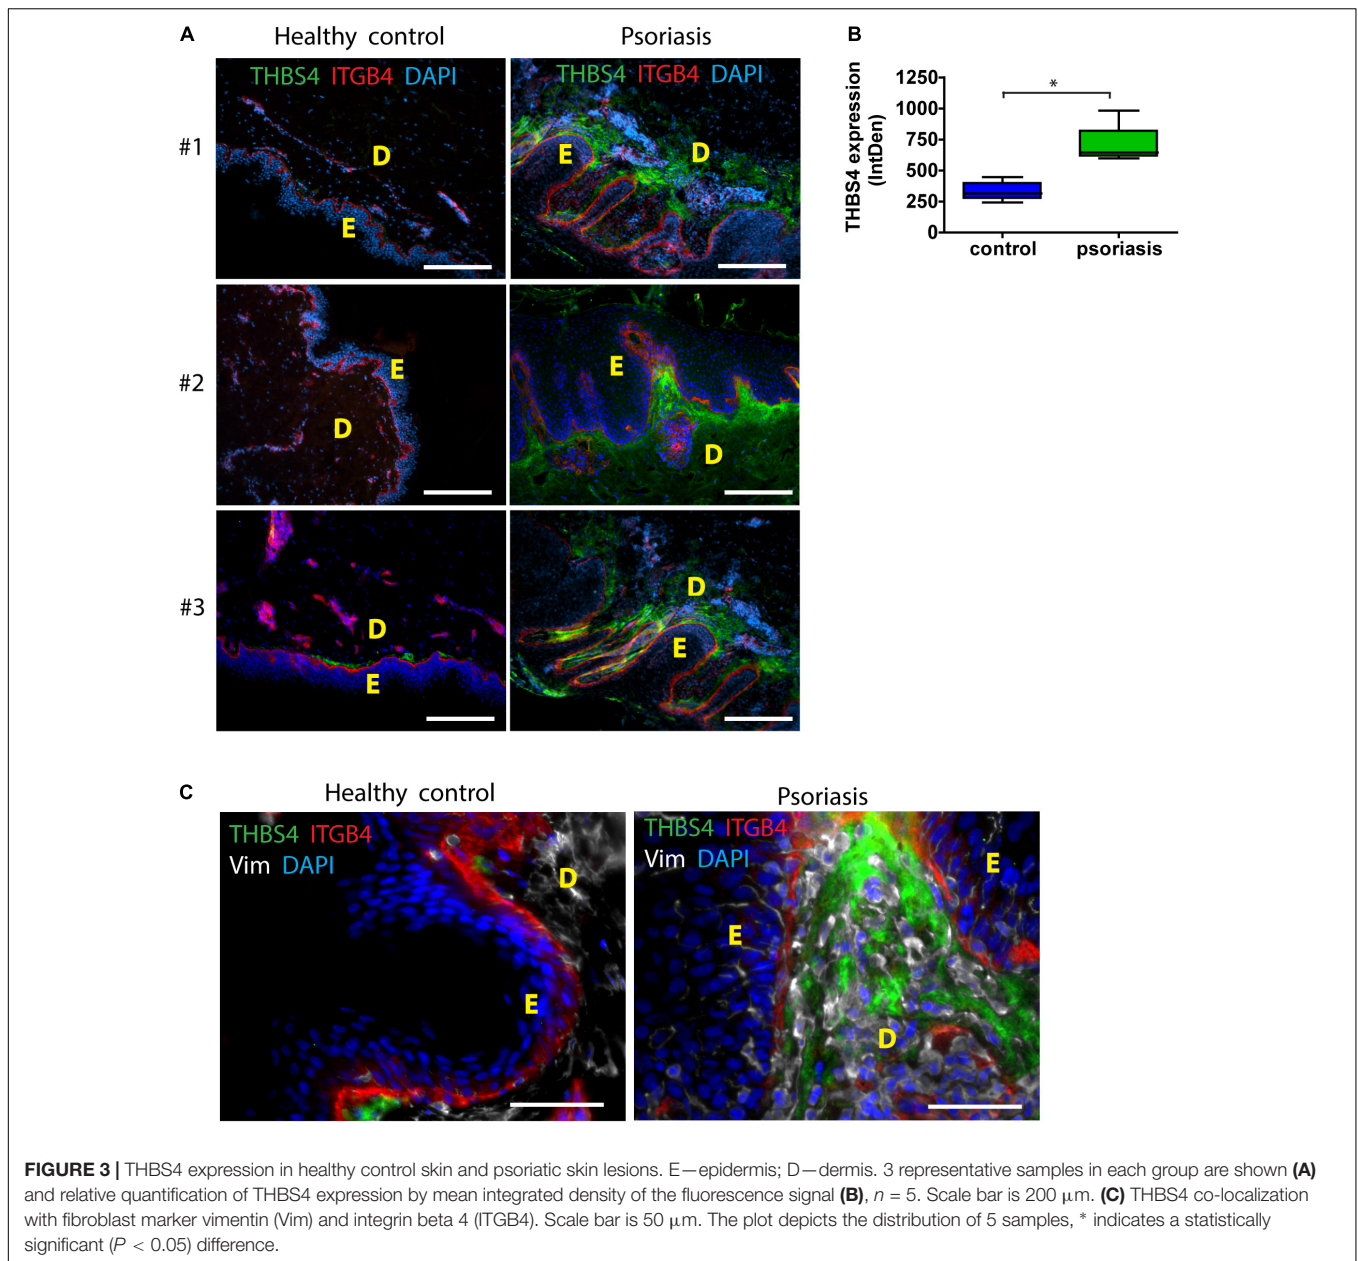 A
Healthy control
Psoriasis
THBS4 ITGB4 DAPI
THBS4 ITGB4 DAPI
#1
D
E
E
D
#2
E
D
E
D
#3
D
E
D
E
B
THBS4 expression
(IntDen)
1250
1000
750
500
250
0
*
control
psoriasis
C
Healthy control
Psoriasis
THBS4 ITGB4
Vim DAPI
D
E
THBS4 ITGB4
Vim DAPI
E
E
D
FIGURE 3 | THBS4 expression in healthy control skin and psoriatic skin lesions. E—epidermis; D—dermis. 3 representative samples in each group are shown (A)
and relative quantification of THBS4 expression by mean integrated density of the fluorescence signal (B), n = 5. Scale bar is 200 μm. (C) THBS4 co-localization
with fibroblast marker vimentin (Vim) and integrin beta 4 (ITGB4). Scale bar is 50 μm. The plot depicts the distribution of 5 samples, * indicates a statistically
significant (P < 0.05) difference.